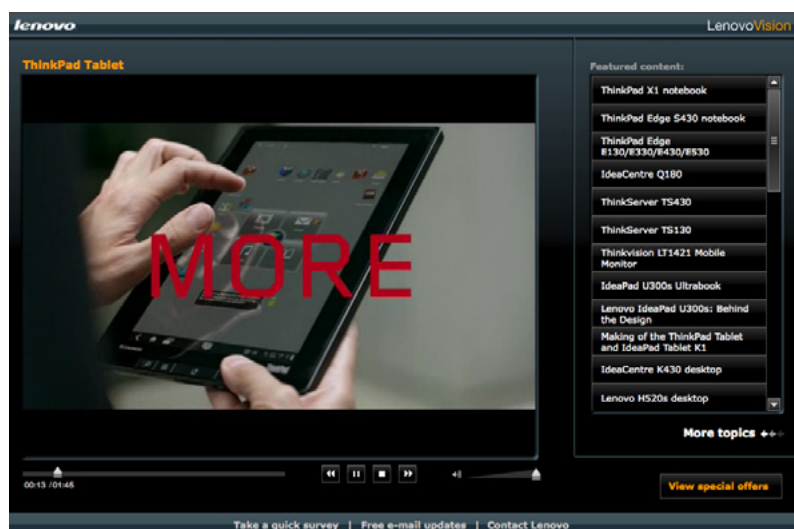 lenovo
LenovoVision
ThinkPad Tablet
MORE
Featured content:
ThinkPad X1 notebook
ThinkPad Edge S430 notebook
ThinkPad Edge
E130/E330/E430/E530
IdeaCentre Q180
ThinkServer TS430
ThinkServer TS130
Thinkvision LT1421 Mobile
Monitor
IdeaPad U300s Ultrabook
Lenovo IdeaPad U300s: Behind
the Design
Making of the ThinkPad Tablet
and IdeaPad Tablet K1
IdeaCentre K430 desktop
Lenovo H520s desktop
More topics
00:13 /01:45
View special offers
Take a quick survey | Free e-mail updates | Contact Lenovo